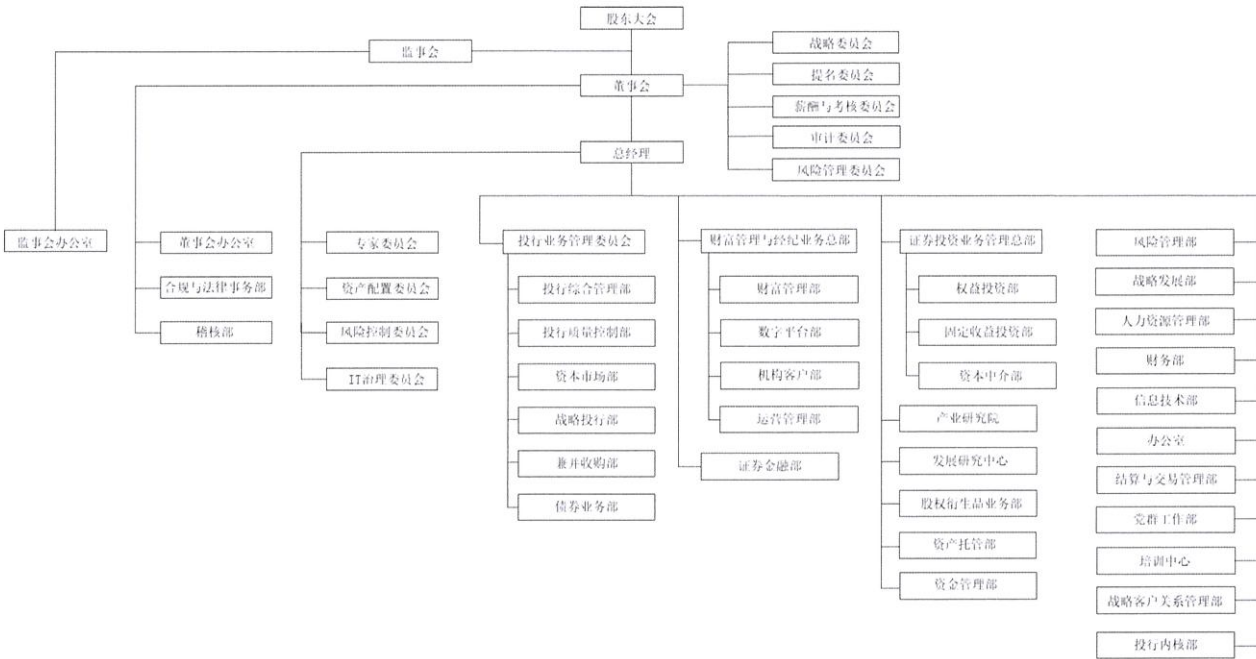 股东大会
监事会
战略委员会
提名委员会
董事会
薪酬与考核委员会
审计委员会
总经理
风险管理委员会
监事会办公室
董事会办公室
合规与法律事务部
稽核部
专家委员会
资产配置委员会
风险控制委员会
IT治理委员会
投行业务管理委员会
投行综合管理部
投行质量控制部
资本市场部
战略投行部
兼并收购部
债券业务部
财富管理与经纪业务总部
财富管理部
数字平台部
机构客户部
运营管理部
证券金融部
证券投资业务管理总部
权益投资部
固定收益投资部
资本中介部
产业研究院
发展研究中心
股权衍生品业务部
资产托管部
资金管理部
风险管理部
战略发展部
人力资源管理部
财务部
信息技术部
办公室
结算与交易管理部
党群工作部
培训中心
战略客户关系管理部
投行内核部